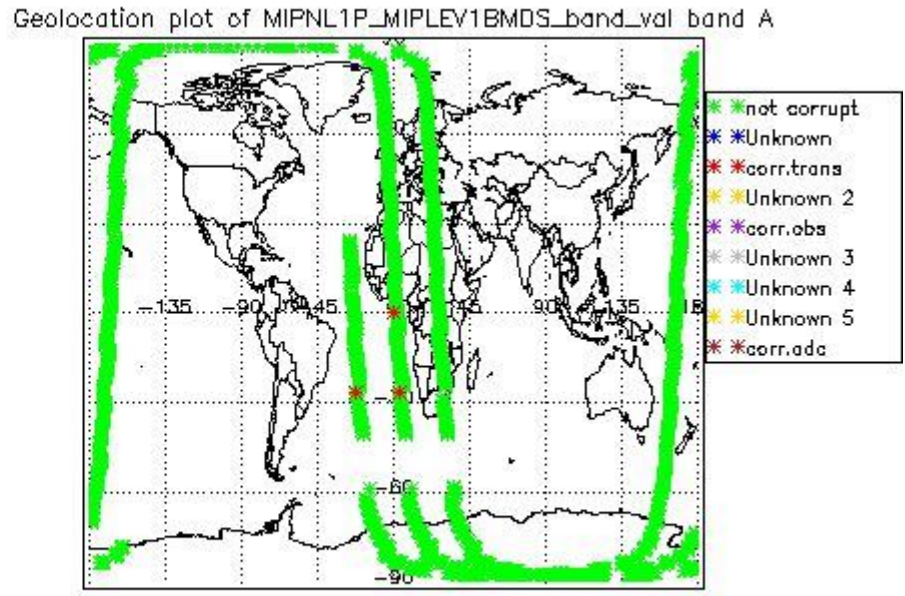 Geolocation plot of MIPNL1P_MIPLEV1BMDS_band_val band A
not corrupt
Unknown
corr.trans
Unknown 2
corr.obs
Unknown 3
Unknown 4
Unknown 5
corr.adc
-135
-90
-45
45
90
135
-60
-90